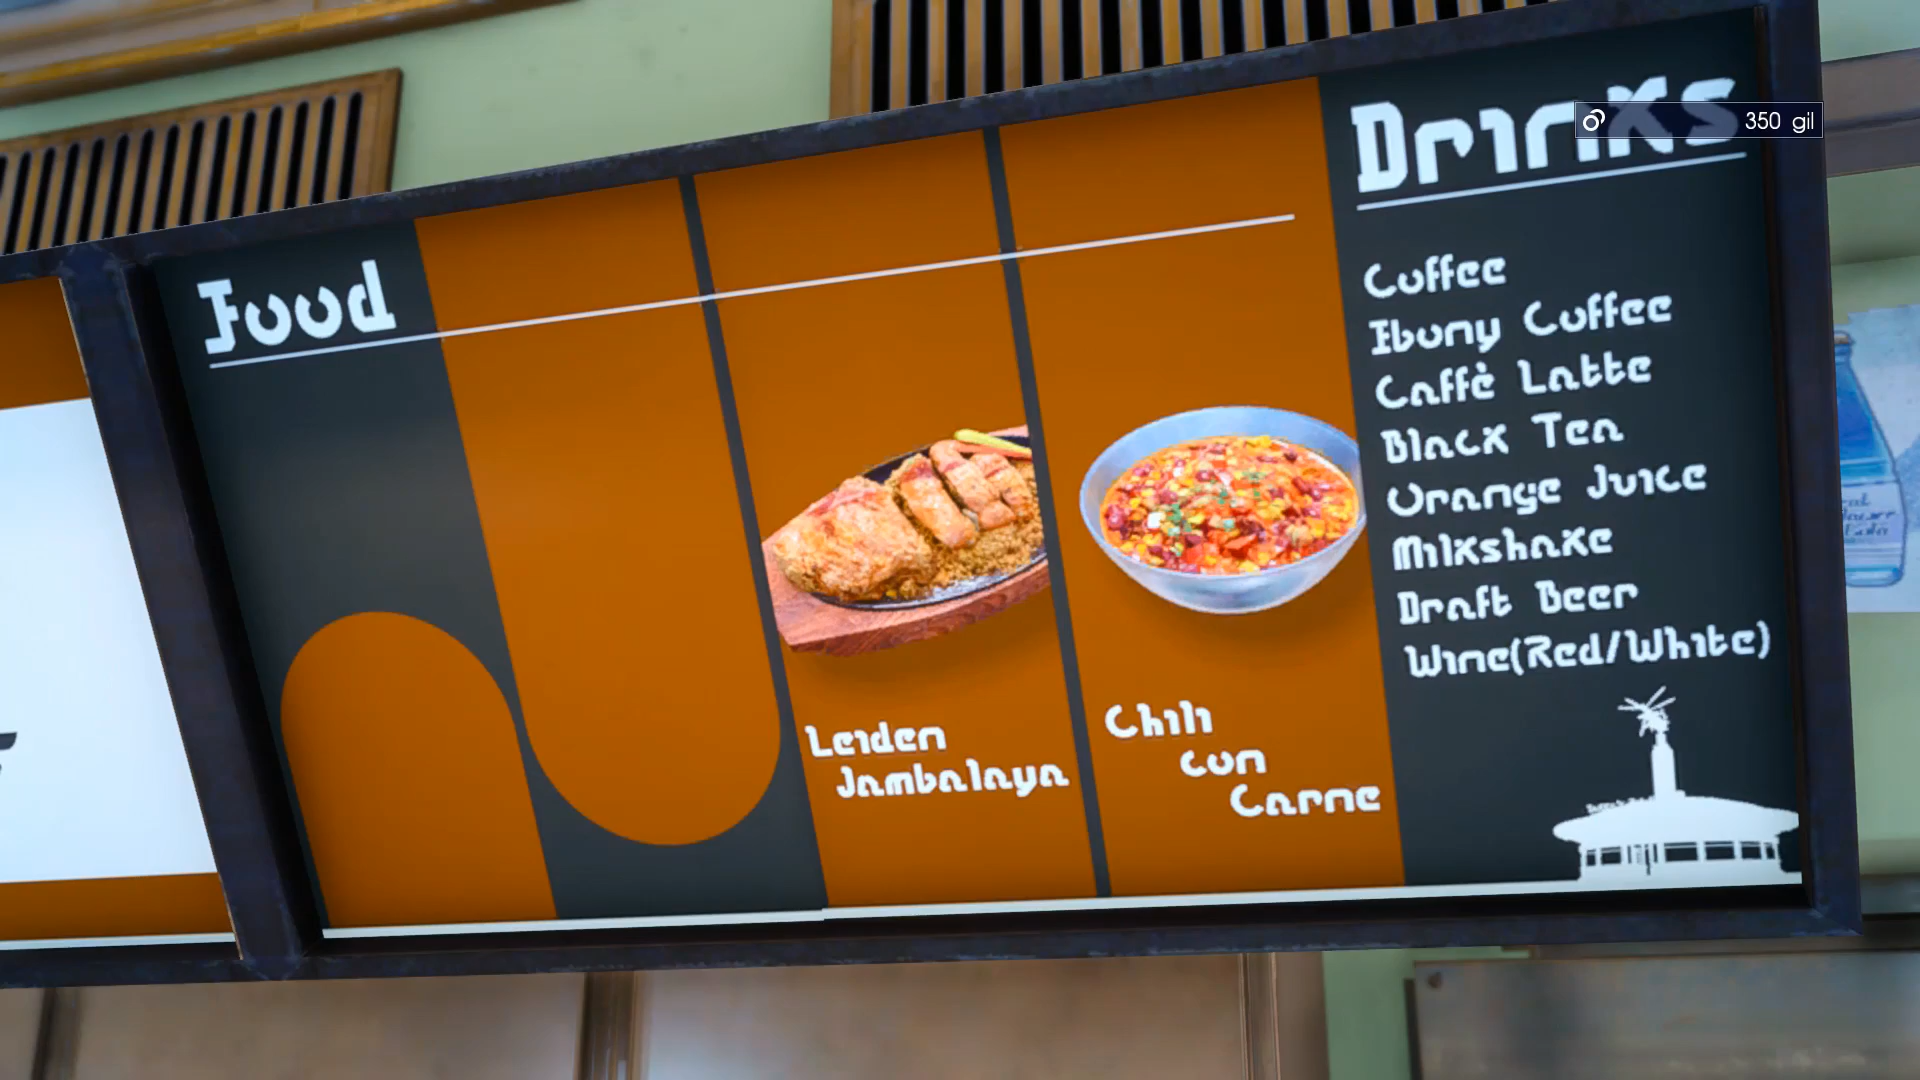 350 gil
Food
Leiden
Jambalaya
Chili
con
Carne
Drinks
Coffee
Ebony Coffee
Caffè Latte
Black Tea
Orange Juice
Milkshake
Draft Beer
Wine(Red/White)